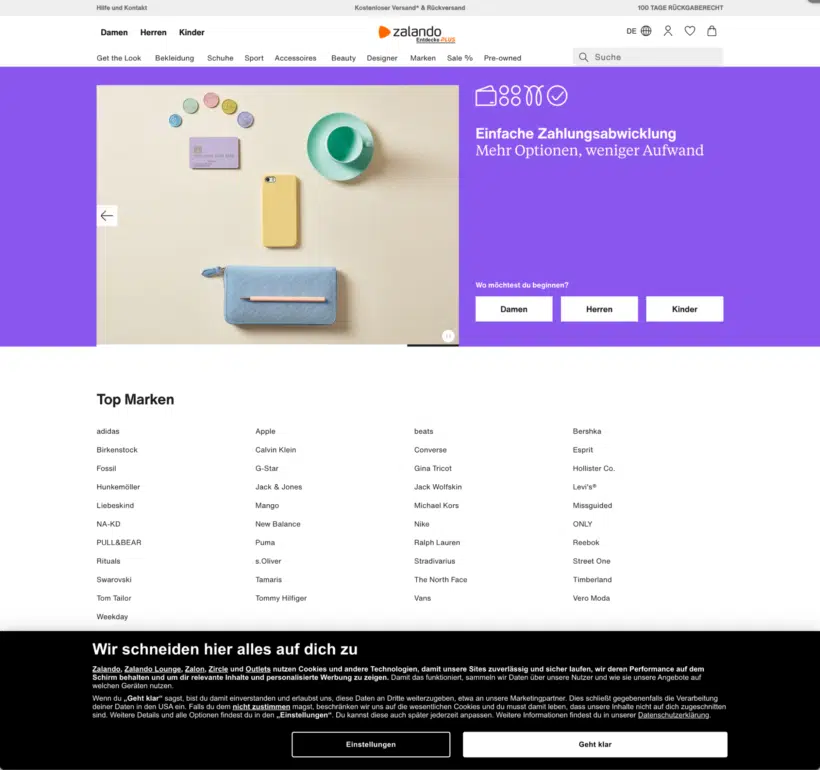 Hilfe und Kontakt
Kostenloser Versand* & Rückversand
100 TAGE RÜCKGABERECHT
Damen Herren Kinder
zalando
Entdecke PLUS
DE
Get the Look Bekleidung Schuhe Sport Accessoires Beauty Designer Marken Sale % Pre-owned
Suche
Einfache Zahlungsabwicklung
Mehr Optionen, weniger Aufwand
Wo möchtest du beginnen?
Damen Herren Kinder
Top Marken
adidas Apple beats Bershka
Birkenstock Calvin Klein Converse Esprit
Fossil G-Star Gina Tricot Hollister Co.
Hunkemöller Jack & Jones Jack Wolfskin Levi's®
Liebeskind Mango Michael Kors Missguided
NA-KD New Balance Nike ONLY
PULL&BEAR Puma Ralph Lauren Reebok
Rituals s.Oliver Stradivarius Street One
Swarovski Tamaris The North Face Timberland
Tom Tailor Tommy Hilfiger Vans Vero Moda
Weekday
Wir schneiden hier alles auf dich zu
Zalando, Zalando Lounge, Zalon, Zircle und Outlets nutzen Cookies und andere Technologien, damit unsere Sites zuverlässig und sicher laufen, wir deren Performance auf dem
Schirm behalten und um dir relevante Inhalte und personalisierte Werbung zu zeigen. Damit das funktioniert, sammeln wir Daten über unsere Nutzer und wie sie unsere Angebote auf
welchen Geräten nutzen.
Wenn du „Geht klar“ sagst, bist du damit einverstanden und erlaubst uns, diese Daten an Dritte weiterzugeben, etwa an unsere Marketingpartner. Dies schließt gegebenenfalls die Verarbeitung
deiner Daten in den USA ein. Falls du dem nicht zustimmen magst, beschränken wir uns auf die wesentlichen Cookies und du musst damit leben, dass unsere Inhalte nicht auf dich zugeschnitten
sind. Weitere Details und alle Optionen findest du in den „Einstellungen“. Du kannst diese auch später jederzeit anpassen. Weitere Informationen findest du in unserer Datenschutzerklärung.
Einstellungen
Geht klar